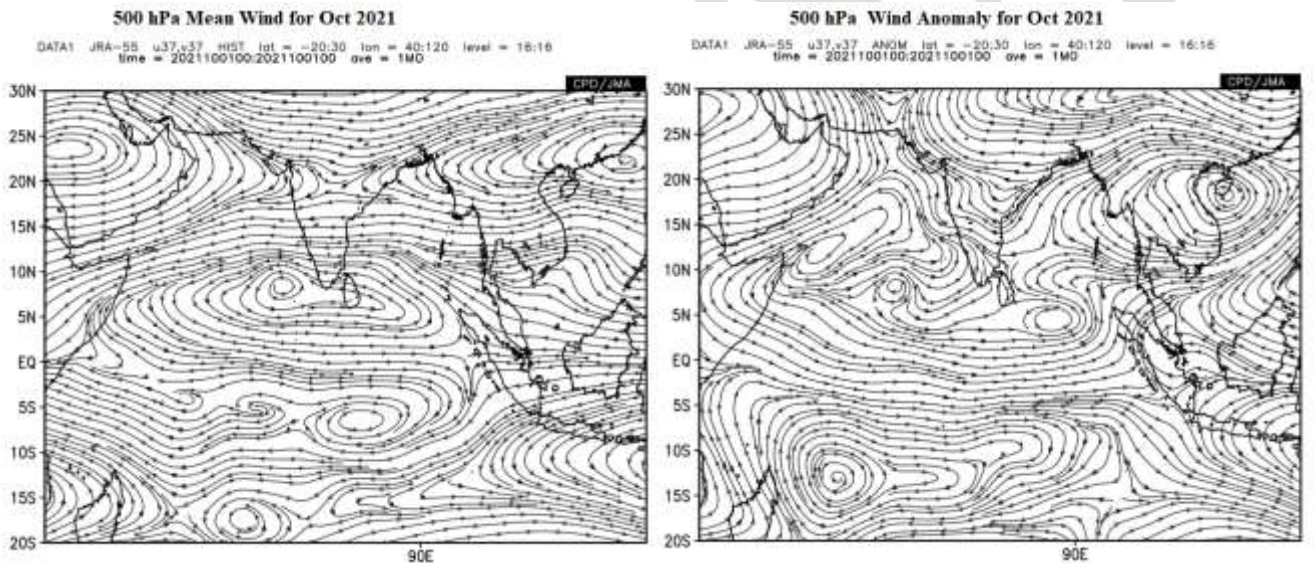 500 hPa Mean Wind for Oct 2021
DATA1 JRA-55 u37,v37 HIST lat = -20:30 lon = 40:120 level = 16:16
time = 2021100100:2021100100 ave = 1MO
CPD/JMA
30N
25N
20N
15N
10N
5N
EQ
5S
10S
15S
20S
90E
500 hPa Wind Anomaly for Oct 2021
DATA1 JRA-55 u37,v37 ANOM lat = -20:30 lon = 40:120 level = 16:16
time = 2021100100:2021100100 ave = 1MO
CPD/JMA
30N
25N
20N
15N
10N
5N
EQ
5S
10S
15S
20S
90E